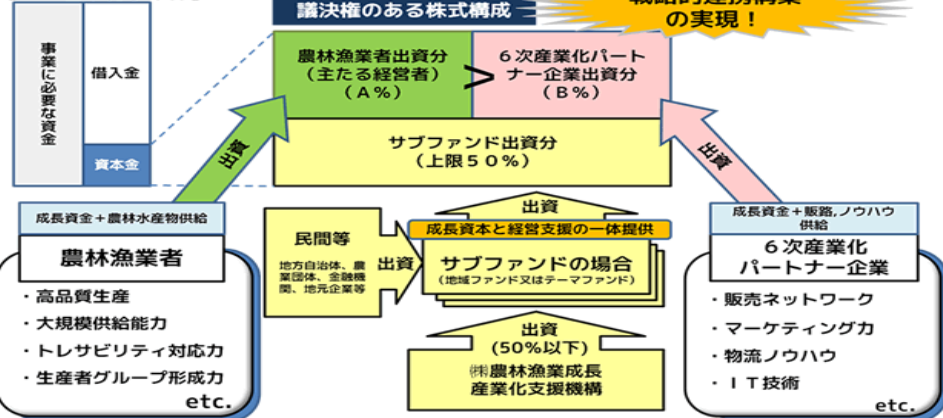 議決権のある株式構成
の実現！
事業に必要な資金
借入金
資本金
農林漁業者出資分
（主たる経営者）
（Ａ％）
>
６次産業化パート
ナー企業出資分
（Ｂ％）
サブファンド出資分
（上限５０％）
出資
出資
出資
成長資金＋農林水産物供給
農林漁業者
・高品質生産
・大規模供給能力
・トレサビリティ対応力
・生産者グループ形成力
etc.
民間等
地方自治体、農
業団体、金融機
関、地元企業等
出資
成長資本と経営支援の一体提供
サブファンドの場合
（地域ファンド又はテーマファンド）
出資
(50%以下)
㈱農林漁業成長
産業化支援機構
成長資金＋販路,ノウハウ
供給
６次産業化
パートナー企業
・販売ネットワーク
・マーケティング力
・物流ノウハウ
・ＩＴ技術
etc.